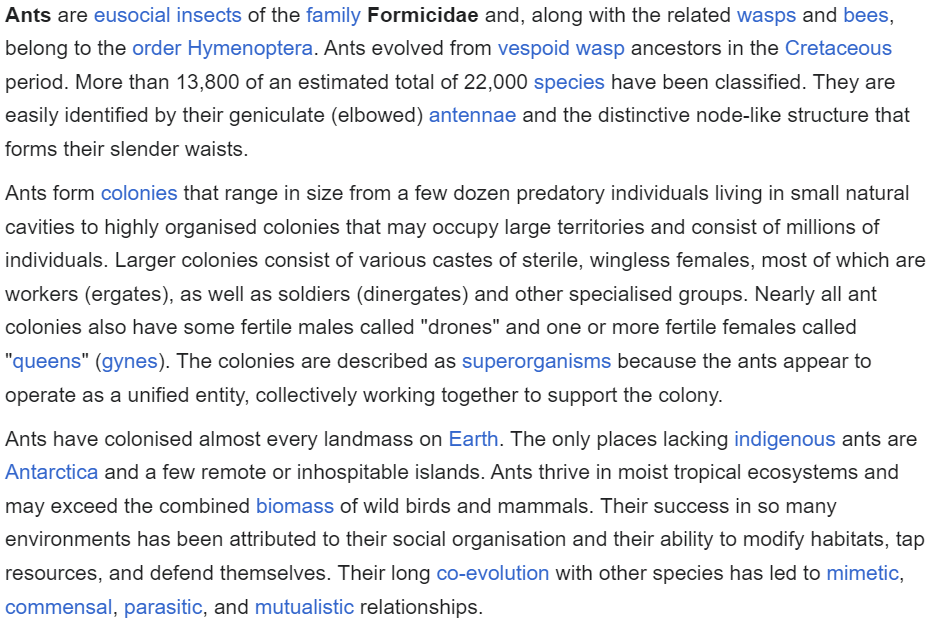 Ants are eusocial insects of the family Formicidae and, along with the related wasps and bees,
belong to the order Hymenoptera. Ants evolved from vespoid wasp ancestors in the Cretaceous
period. More than 13,800 of an estimated total of 22,000 species have been classified. They are
easily identified by their geniculate (elbowed) antennae and the distinctive node-like structure that
forms their slender waists.
Ants form colonies that range in size from a few dozen predatory individuals living in small natural
cavities to highly organised colonies that may occupy large territories and consist of millions of
individuals. Larger colonies consist of various castes of sterile, wingless females, most of which are
workers (ergates), as well as soldiers (dinergates) and other specialised groups. Nearly all ant
colonies also have some fertile males called "drones" and one or more fertile females called
"queens" (gynes). The colonies are described as superorganisms because the ants appear to
operate as a unified entity, collectively working together to support the colony.
Ants have colonised almost every landmass on Earth. The only places lacking indigenous ants are
Antarctica and a few remote or inhospitable islands. Ants thrive in moist tropical ecosystems and
may exceed the combined biomass of wild birds and mammals. Their success in so many
environments has been attributed to their social organisation and their ability to modify habitats, tap
resources, and defend themselves. Their long co-evolution with other species has led to mimetic,
commensal, parasitic, and mutualistic relationships.